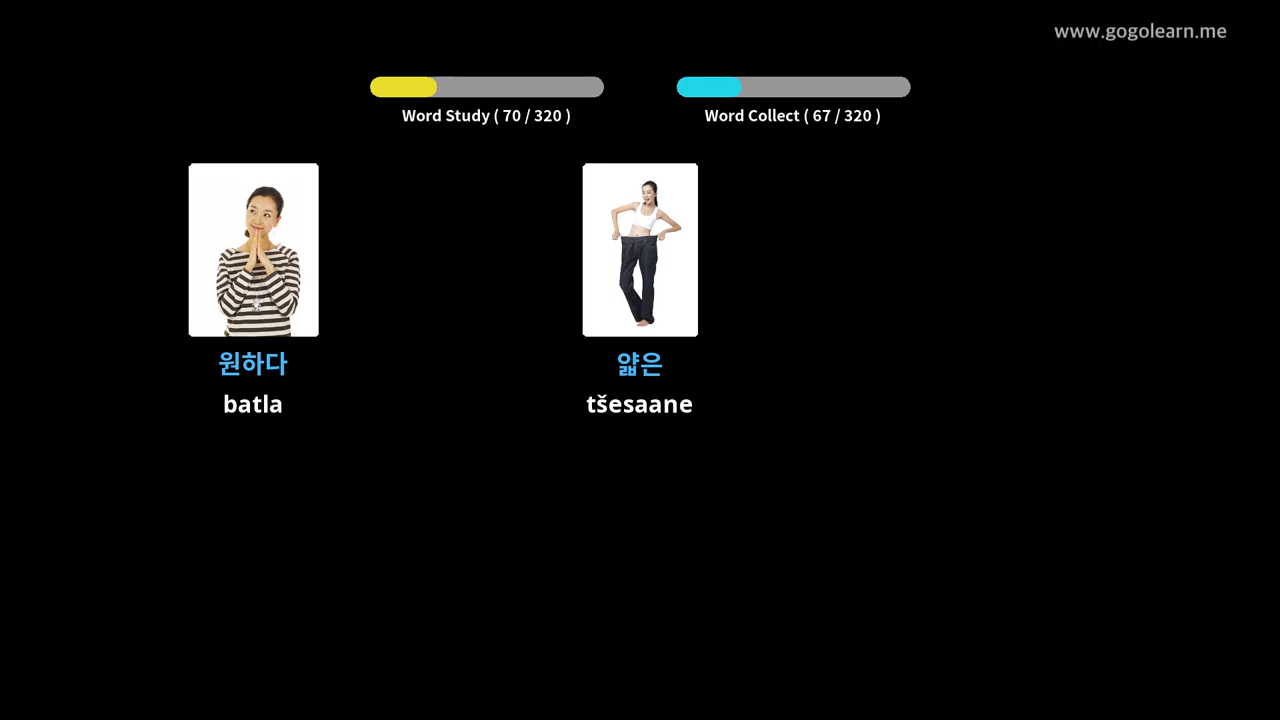 www.gogolearn.me
Word Study ( 70 / 320 )
Word Collect ( 67 / 320 )
원하다
얇은
batla
tšesaane